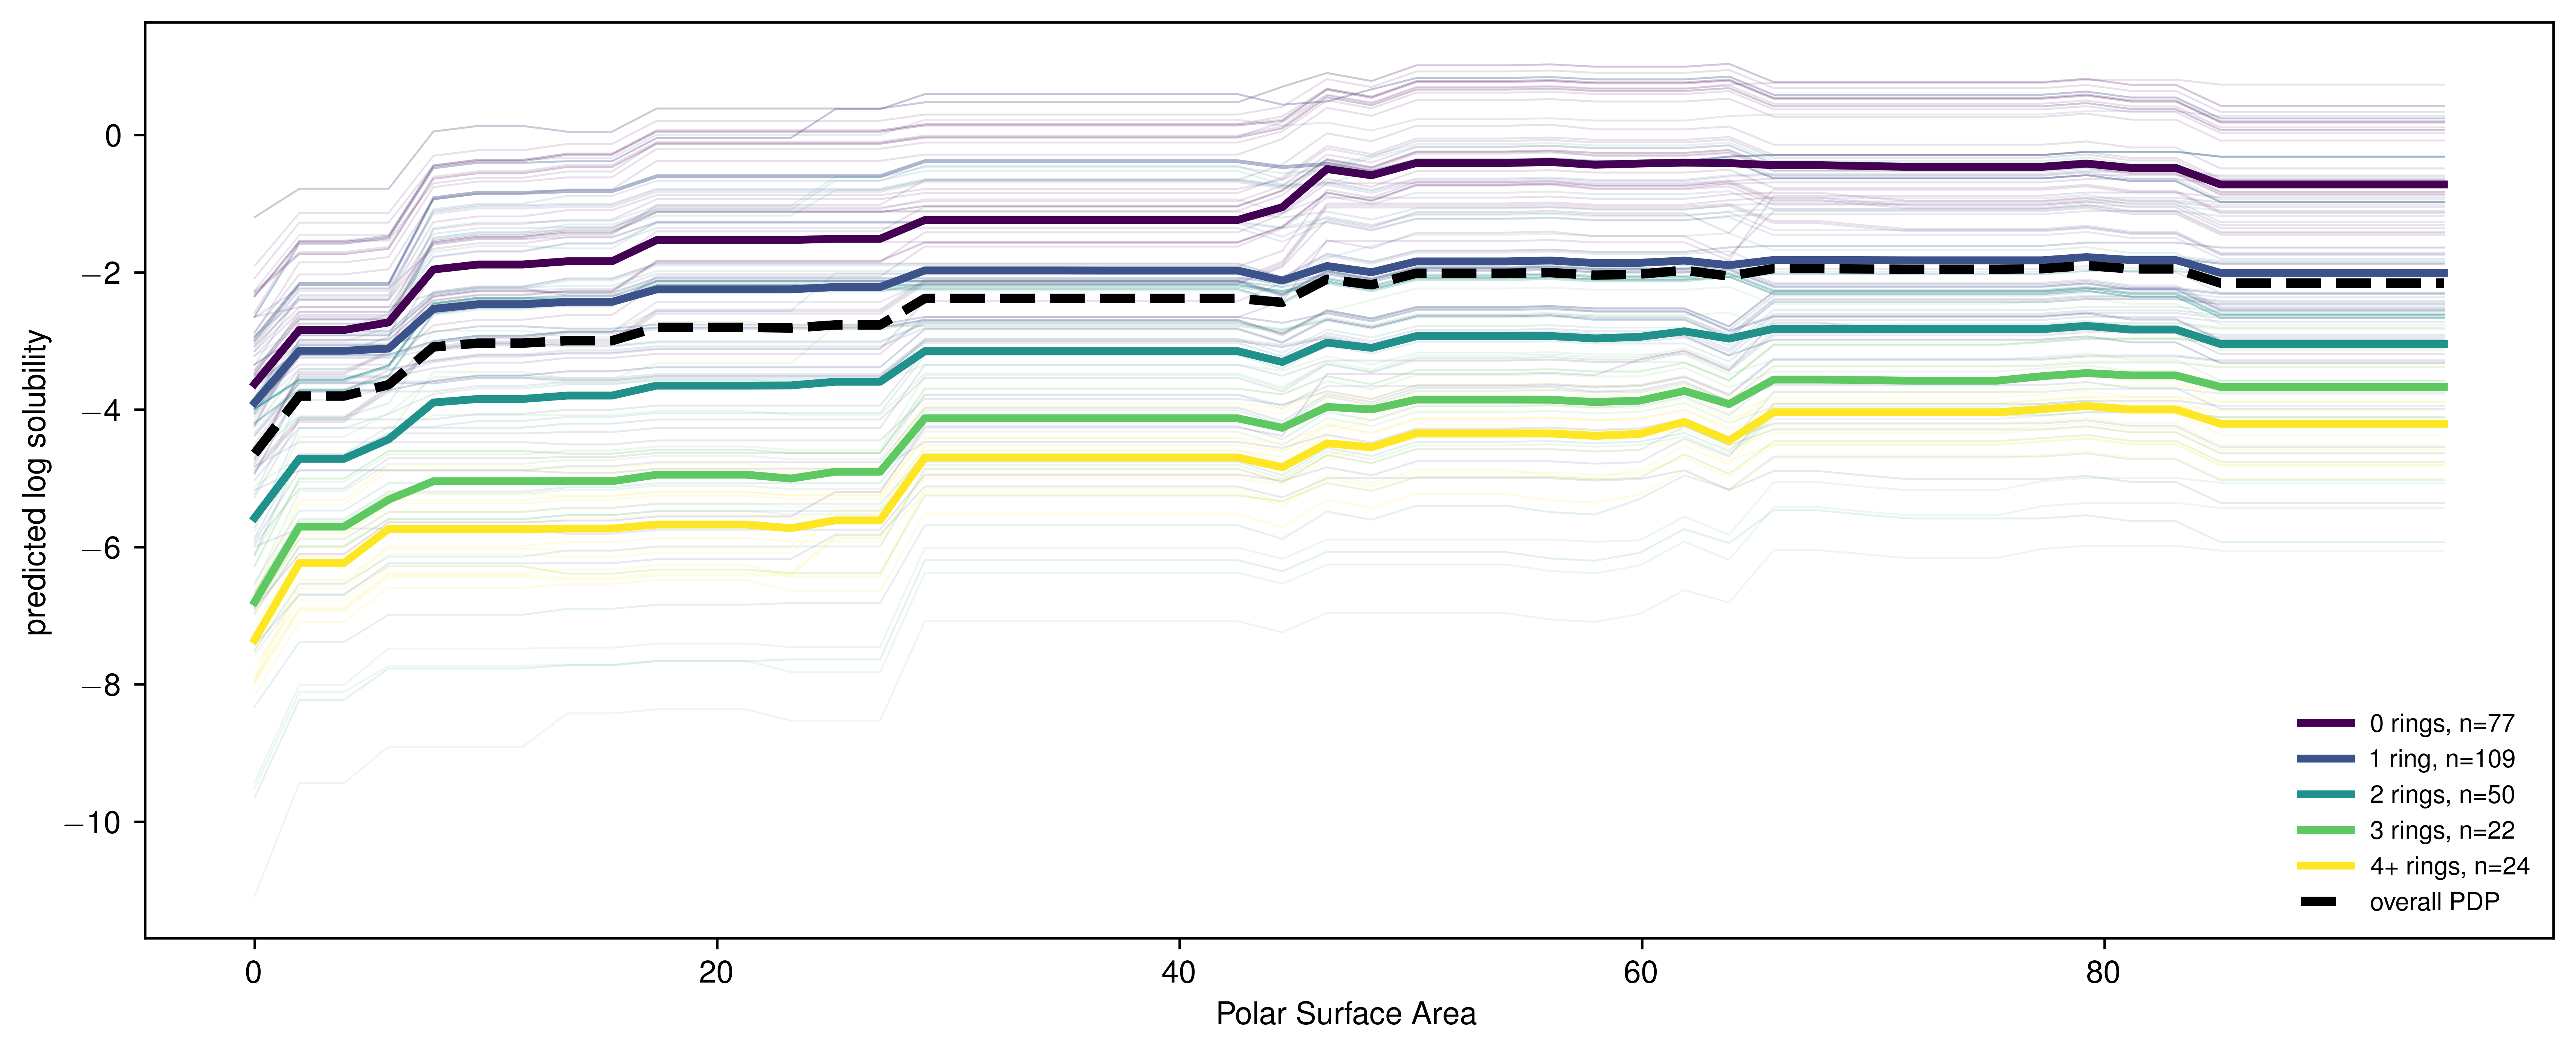 predicted log solubility
0
−2
−4
−6
−8
−10
0 rings, n=77
1 ring, n=109
2 rings, n=50
3 rings, n=22
4+ rings, n=24
overall PDP
0 20 40 60 80
Polar Surface Area